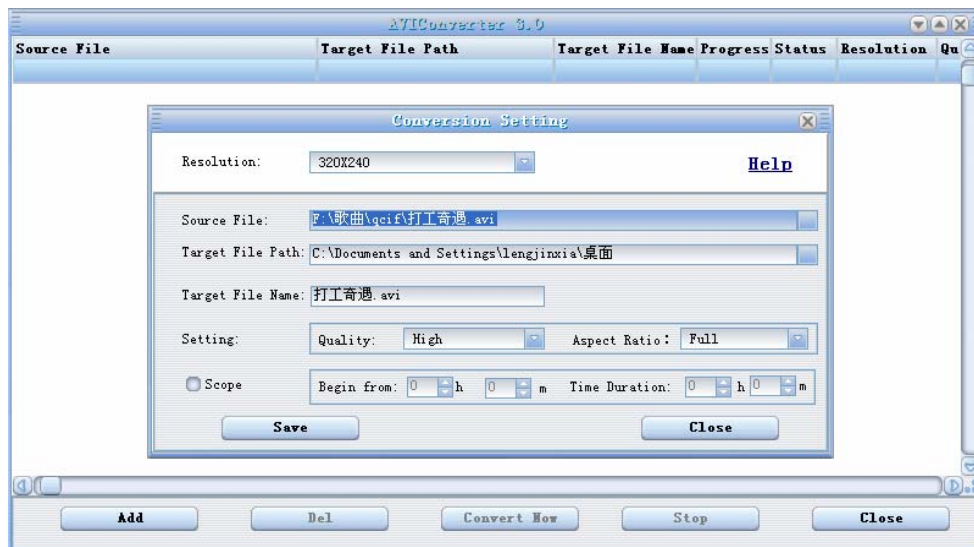 AVIConverter 3.0
Source File Target File Path Target File Name Progress Status Resolution Qu
Conversion Setting
Resolution: 320X240 Help
Source File: F:\歌曲\qcif\打工奇遇.avi
Target File Path: C:\Documents and Settings\lengjinxia\桌面
Target File Name: 打工奇遇.avi
Setting: Quality: High Aspect Ratio: Full
Scope Begin from: 0 h 0 m Time Duration: 0 h 0 m
Save Close
Add Del Convert Now Stop Close